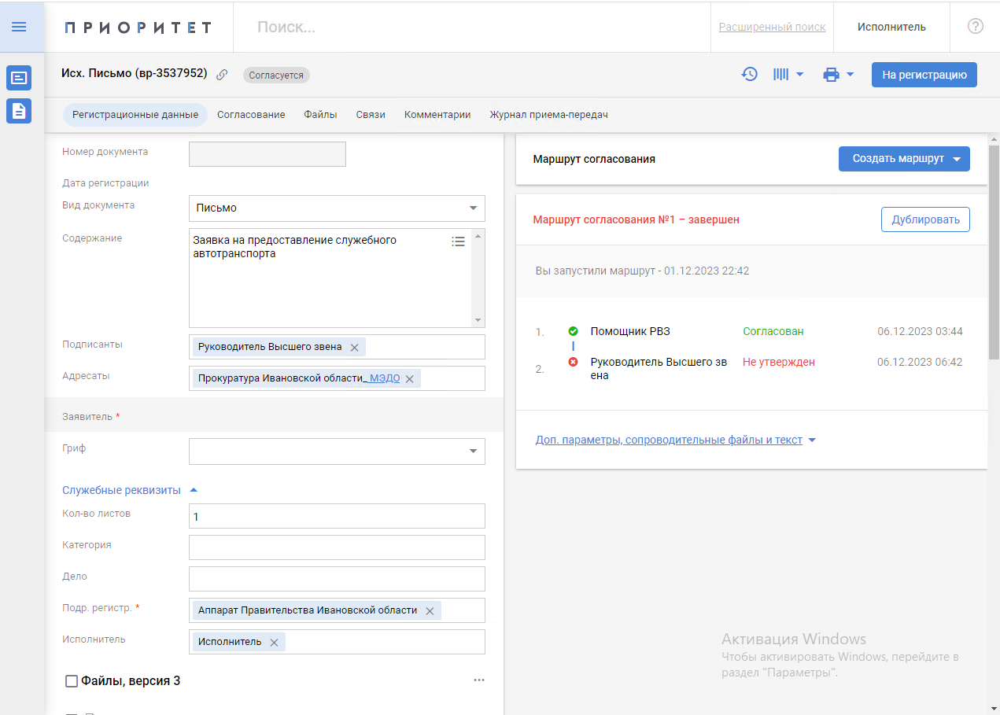 ПРИОРИТЕТ
Поиск...
Расширенный поиск
Исполнитель
?
Исх. Письмо (вр-3537952)
Согласуется
На регистрацию
Регистрационные данные
Согласование
Файлы
Связи
Комментарии
Журнал приема-передач
Номер документа
Дата регистрации
Вид документа
Письмо
Содержание
Заявка на предоставление служебного
автотранспорта
Подписанты
Руководитель Высшего звена
Адресаты
Прокуратура Ивановской области_МЭДО
Заявитель *
Гриф
Служебные реквизиты
Кол-во листов
1
Категория
Дело
Подр. регистр. *
Аппарат Правительства Ивановской области
Исполнитель
Исполнитель
Файлы, версия 3
Маршрут согласования
Создать маршрут
Маршрут согласования №1 – завершен
Дублировать
Вы запустили маршрут - 01.12.2023 22:42
1. Помощник РВЗ Согласован 06.12.2023 03:44
2. Руководитель Высшего зв Не утвержден 06.12.2023 06:42
ена
Доп. параметры, сопроводительные файлы и текст
Активация Windows
Чтобы активировать Windows, перейдите в
раздел "Параметры".